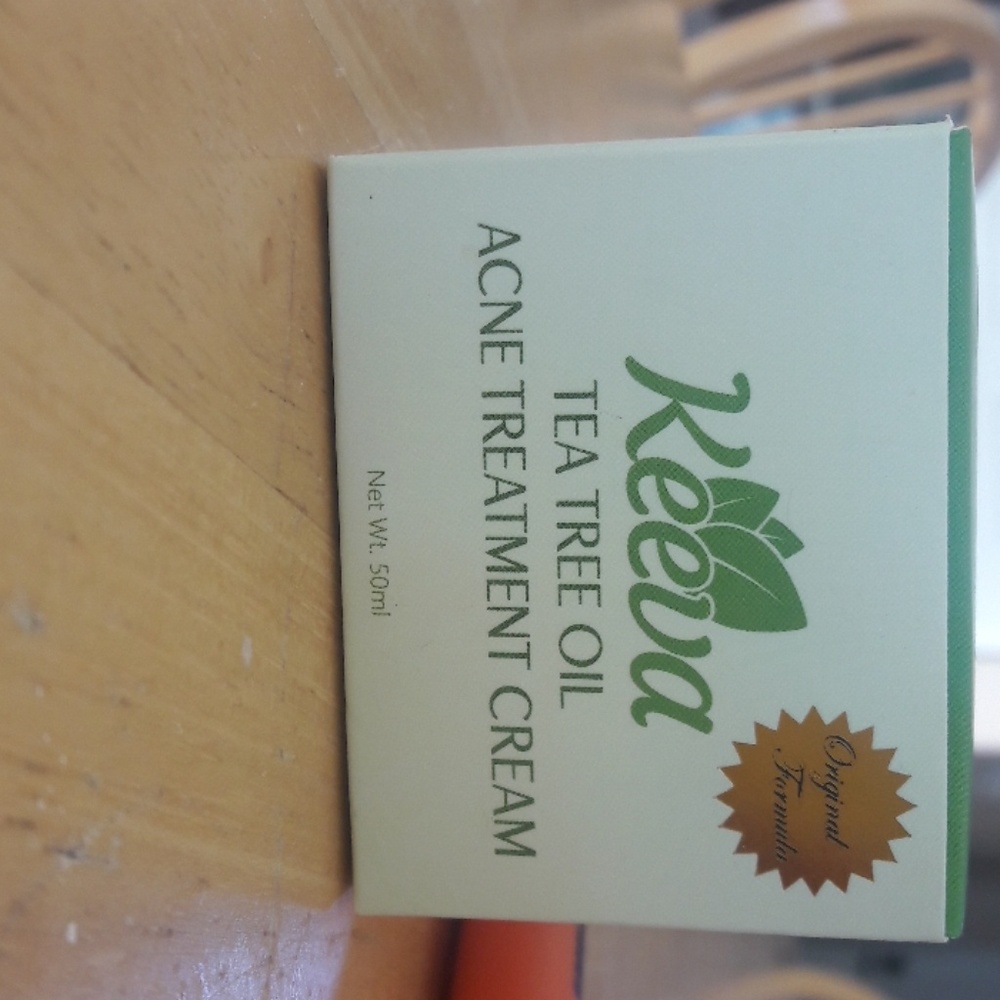 Original
Formula
Keeva
TEA TREE OIL
ACNE TREATMENT CREAM
Net Wt. 50ml